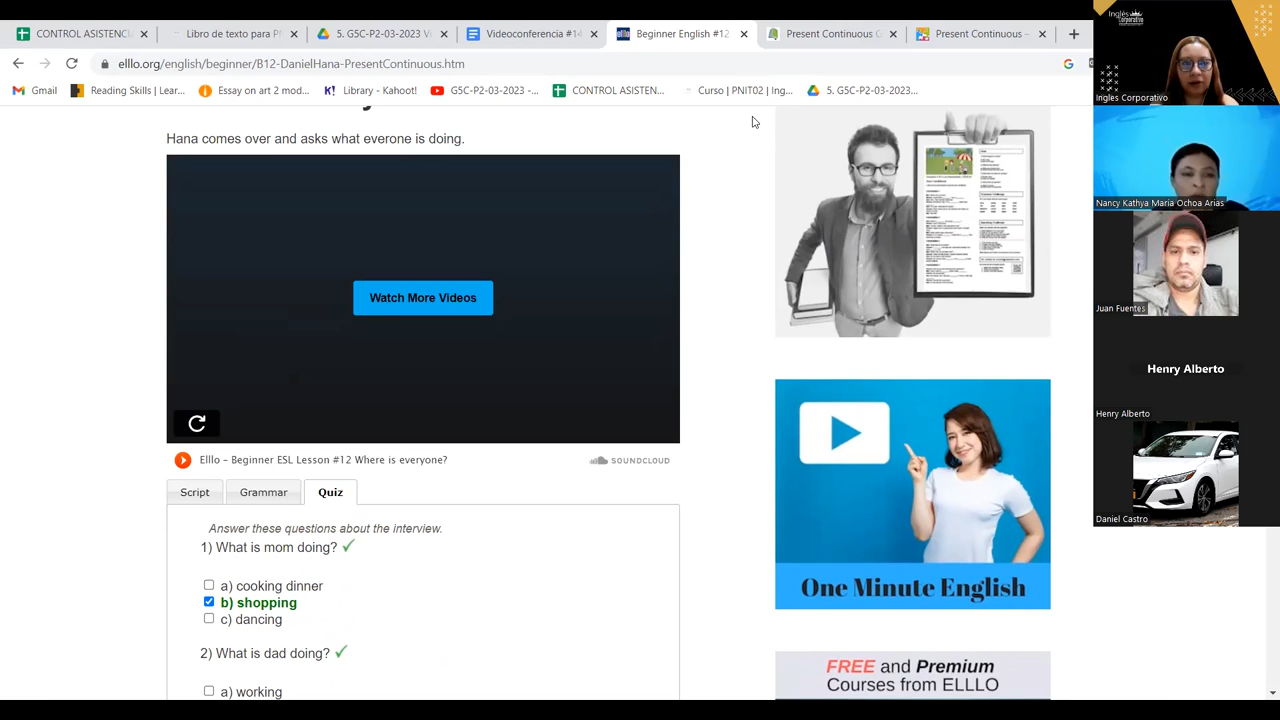 CONTROL ASISTENC
Libro de texto para P
5. G5C-P2-03-2023
Videoconferencia #14
Beginner English #12
Present Continuous
Present Continuous –
elllo.org/english/beginner/B12-DanielHana-PresentContinuous.htm
Gmail
Reading Skills | Lear...
Essay on art 2 mod...
Library - Kahoot!
G5C-P2-03-2023 -...
CONTROL ASISTEN...
Curso | PNIT02 | Ing...
5. G5C-P2-03-2023...
Hana comes over and asks what everone is doing.
Watch More Videos
Elllo - Beginner ESL Lesson #12 Where is everyone?
SOUNDCLOUD
Script
Grammar
Quiz
Answer these questions about the interview.
1) What is mom doing?
a) cooking dinner
b) shopping
c) dancing
2) What is dad doing?
a) working
One Minute English
FREE and Premium
Courses from ELLLO
Inglés
Corporativo
Ingles Corporativo
Nancy Kathya Maria Ochoa Arias
Juan Fuentes
Henry Alberto
Henry Alberto
Daniel Castro